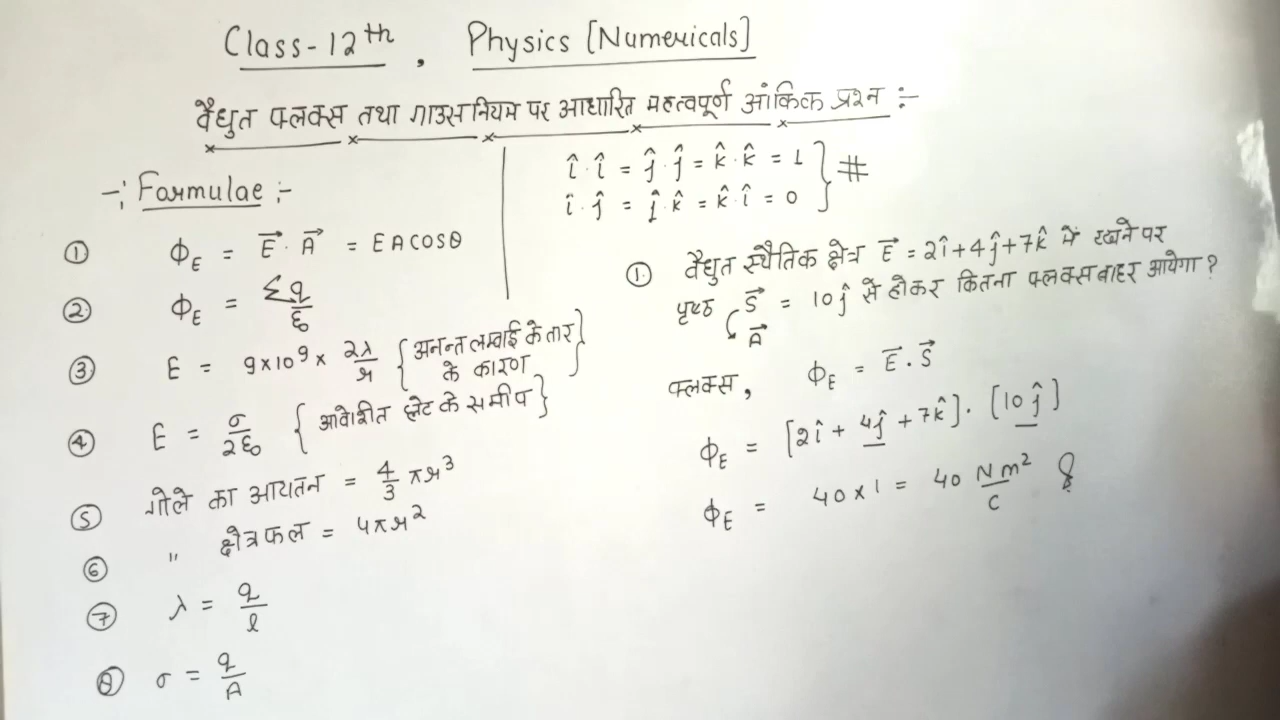 Class-12th, Physics [Numericals]
वैधुत फ्लक्स तथा गाउस नियम पर आधारित महत्वपूर्ण आंकिक प्रश्न :-
-: Formulae :-
① ΦE = E⃗ . A⃗ = EA cosθ
② ΦE = Σq/ε₀
③ E = 9×10⁹ × 2λ/r { अनन्त लम्बाई के तार के कारण }
④ E = σ/2ε₀ { आवेशित प्लेट के समीप }
⑤ गोले का आयतन = 4/3 πr³
⑥ " क्षेत्रफल = 4πr²
⑦ λ = q/l
⑧ σ = q/A
î . î = ĵ . ĵ = k̂ . k̂ = 1 } #
î . ĵ = ĵ . k̂ = k̂ . î = 0
① वैधुत स्थैतिक क्षेत्र E⃗ = 2î+4ĵ+7k̂ में रखने पर
पृष्ठ S⃗ = 10ĵ से होकर कितना फ्लक्स बाहर आयेगा ?
A⃗
फ्लक्स, ΦE = E⃗ . S⃗
ΦE = [2î + 4ĵ + 7k̂] . [10ĵ]
ΦE = 40×1 = 40 Nm²/C